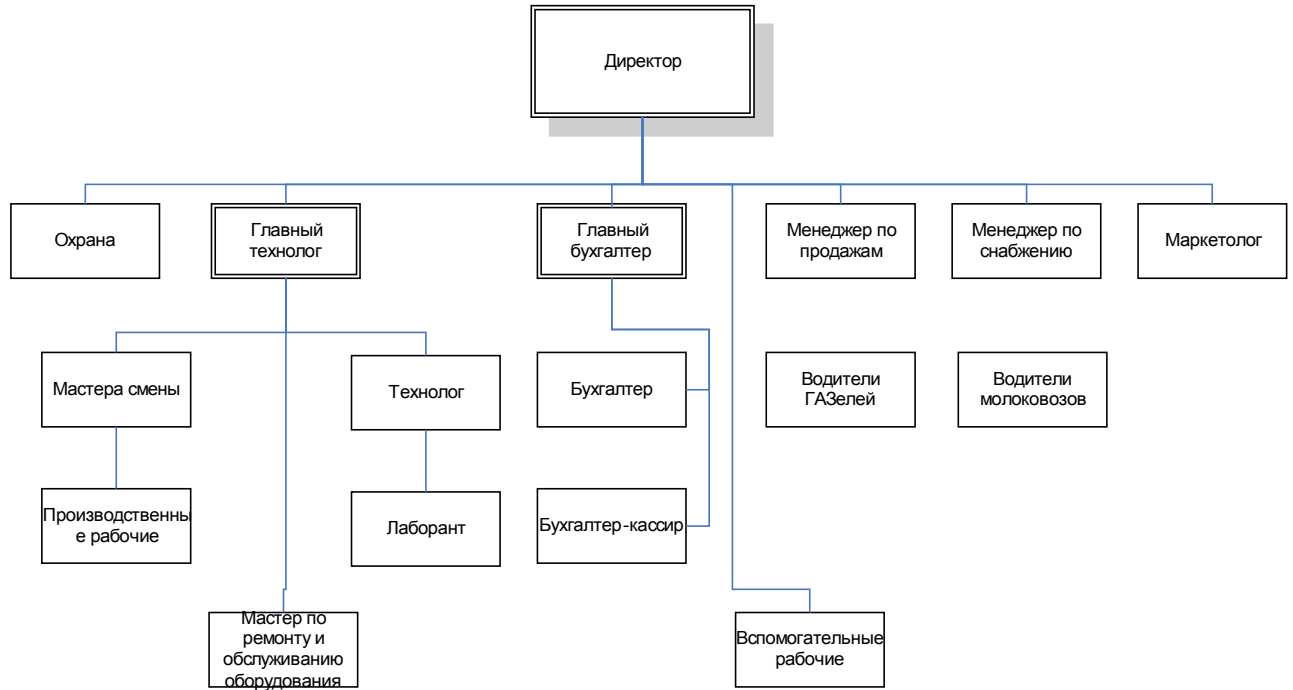 Директор
Охрана
Главный
технолог
Главный
бухгалтер
Менеджер по
продажам
Менеджер по
снабжению
Маркетолог
Мастера смены
Технолог
Бухгалтер
Водители
ГАЗелей
Водители
молоковозов
Производственны
е рабочие
Лаборант
Бухгалтер-кассир
Мастер по
ремонту и
обслуживанию
оборудования
Вспомогательные
рабочие